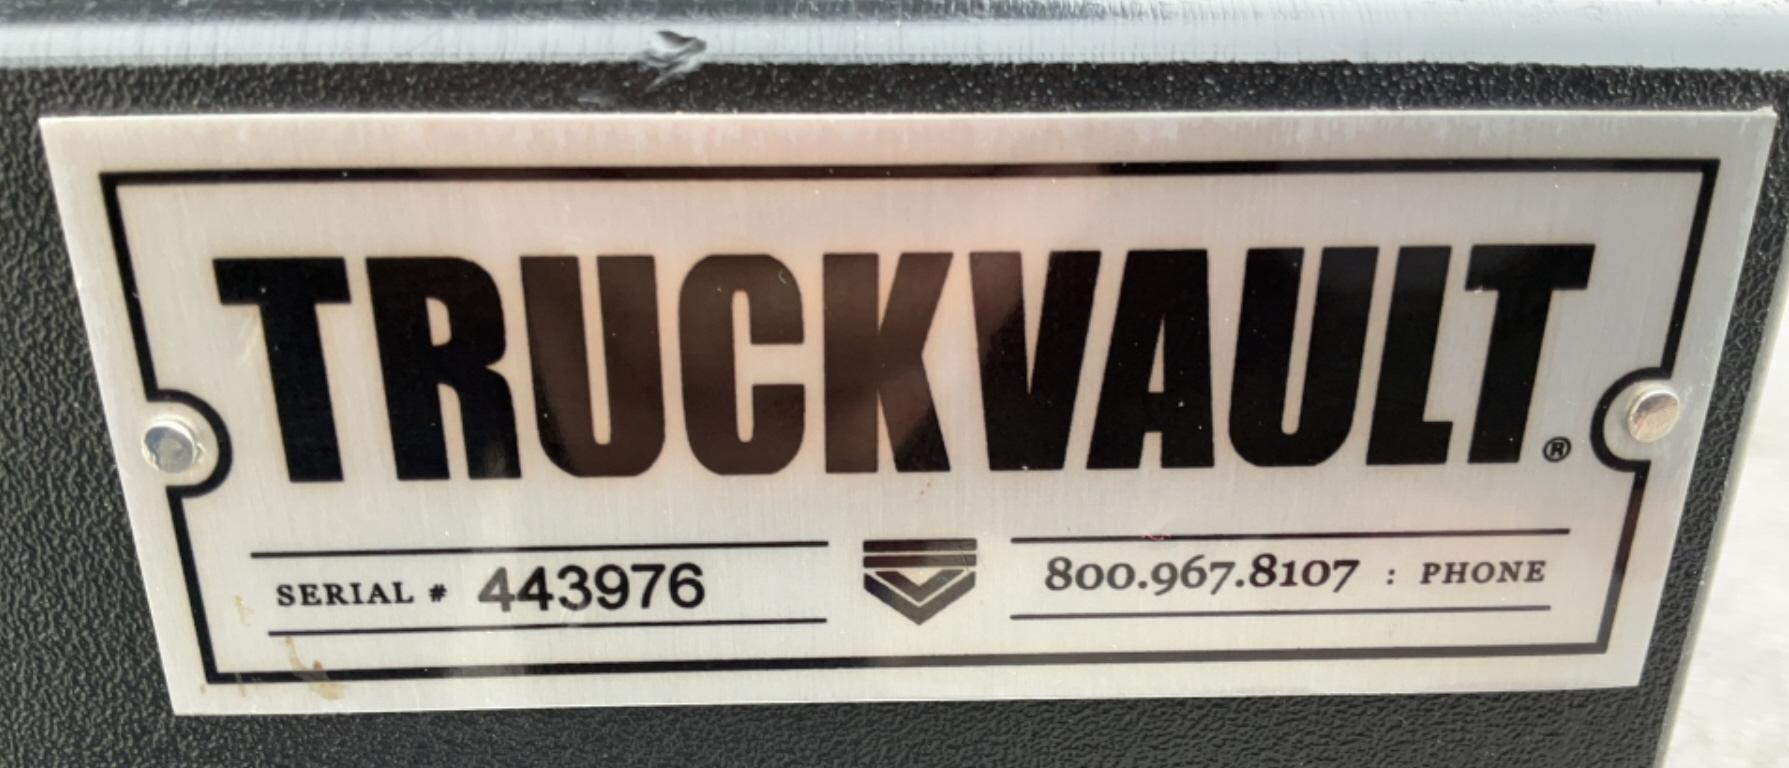 TRUCKVAULT®
SERIAL # 443976
800.967.8107 : PHONE